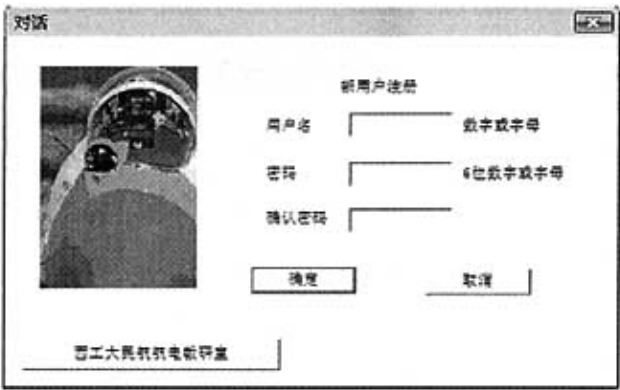 对话
新用户注册
用户名 数字或字母
密码 6位数字或字母
确认密码
确定 取消
西工大民航机电教研室